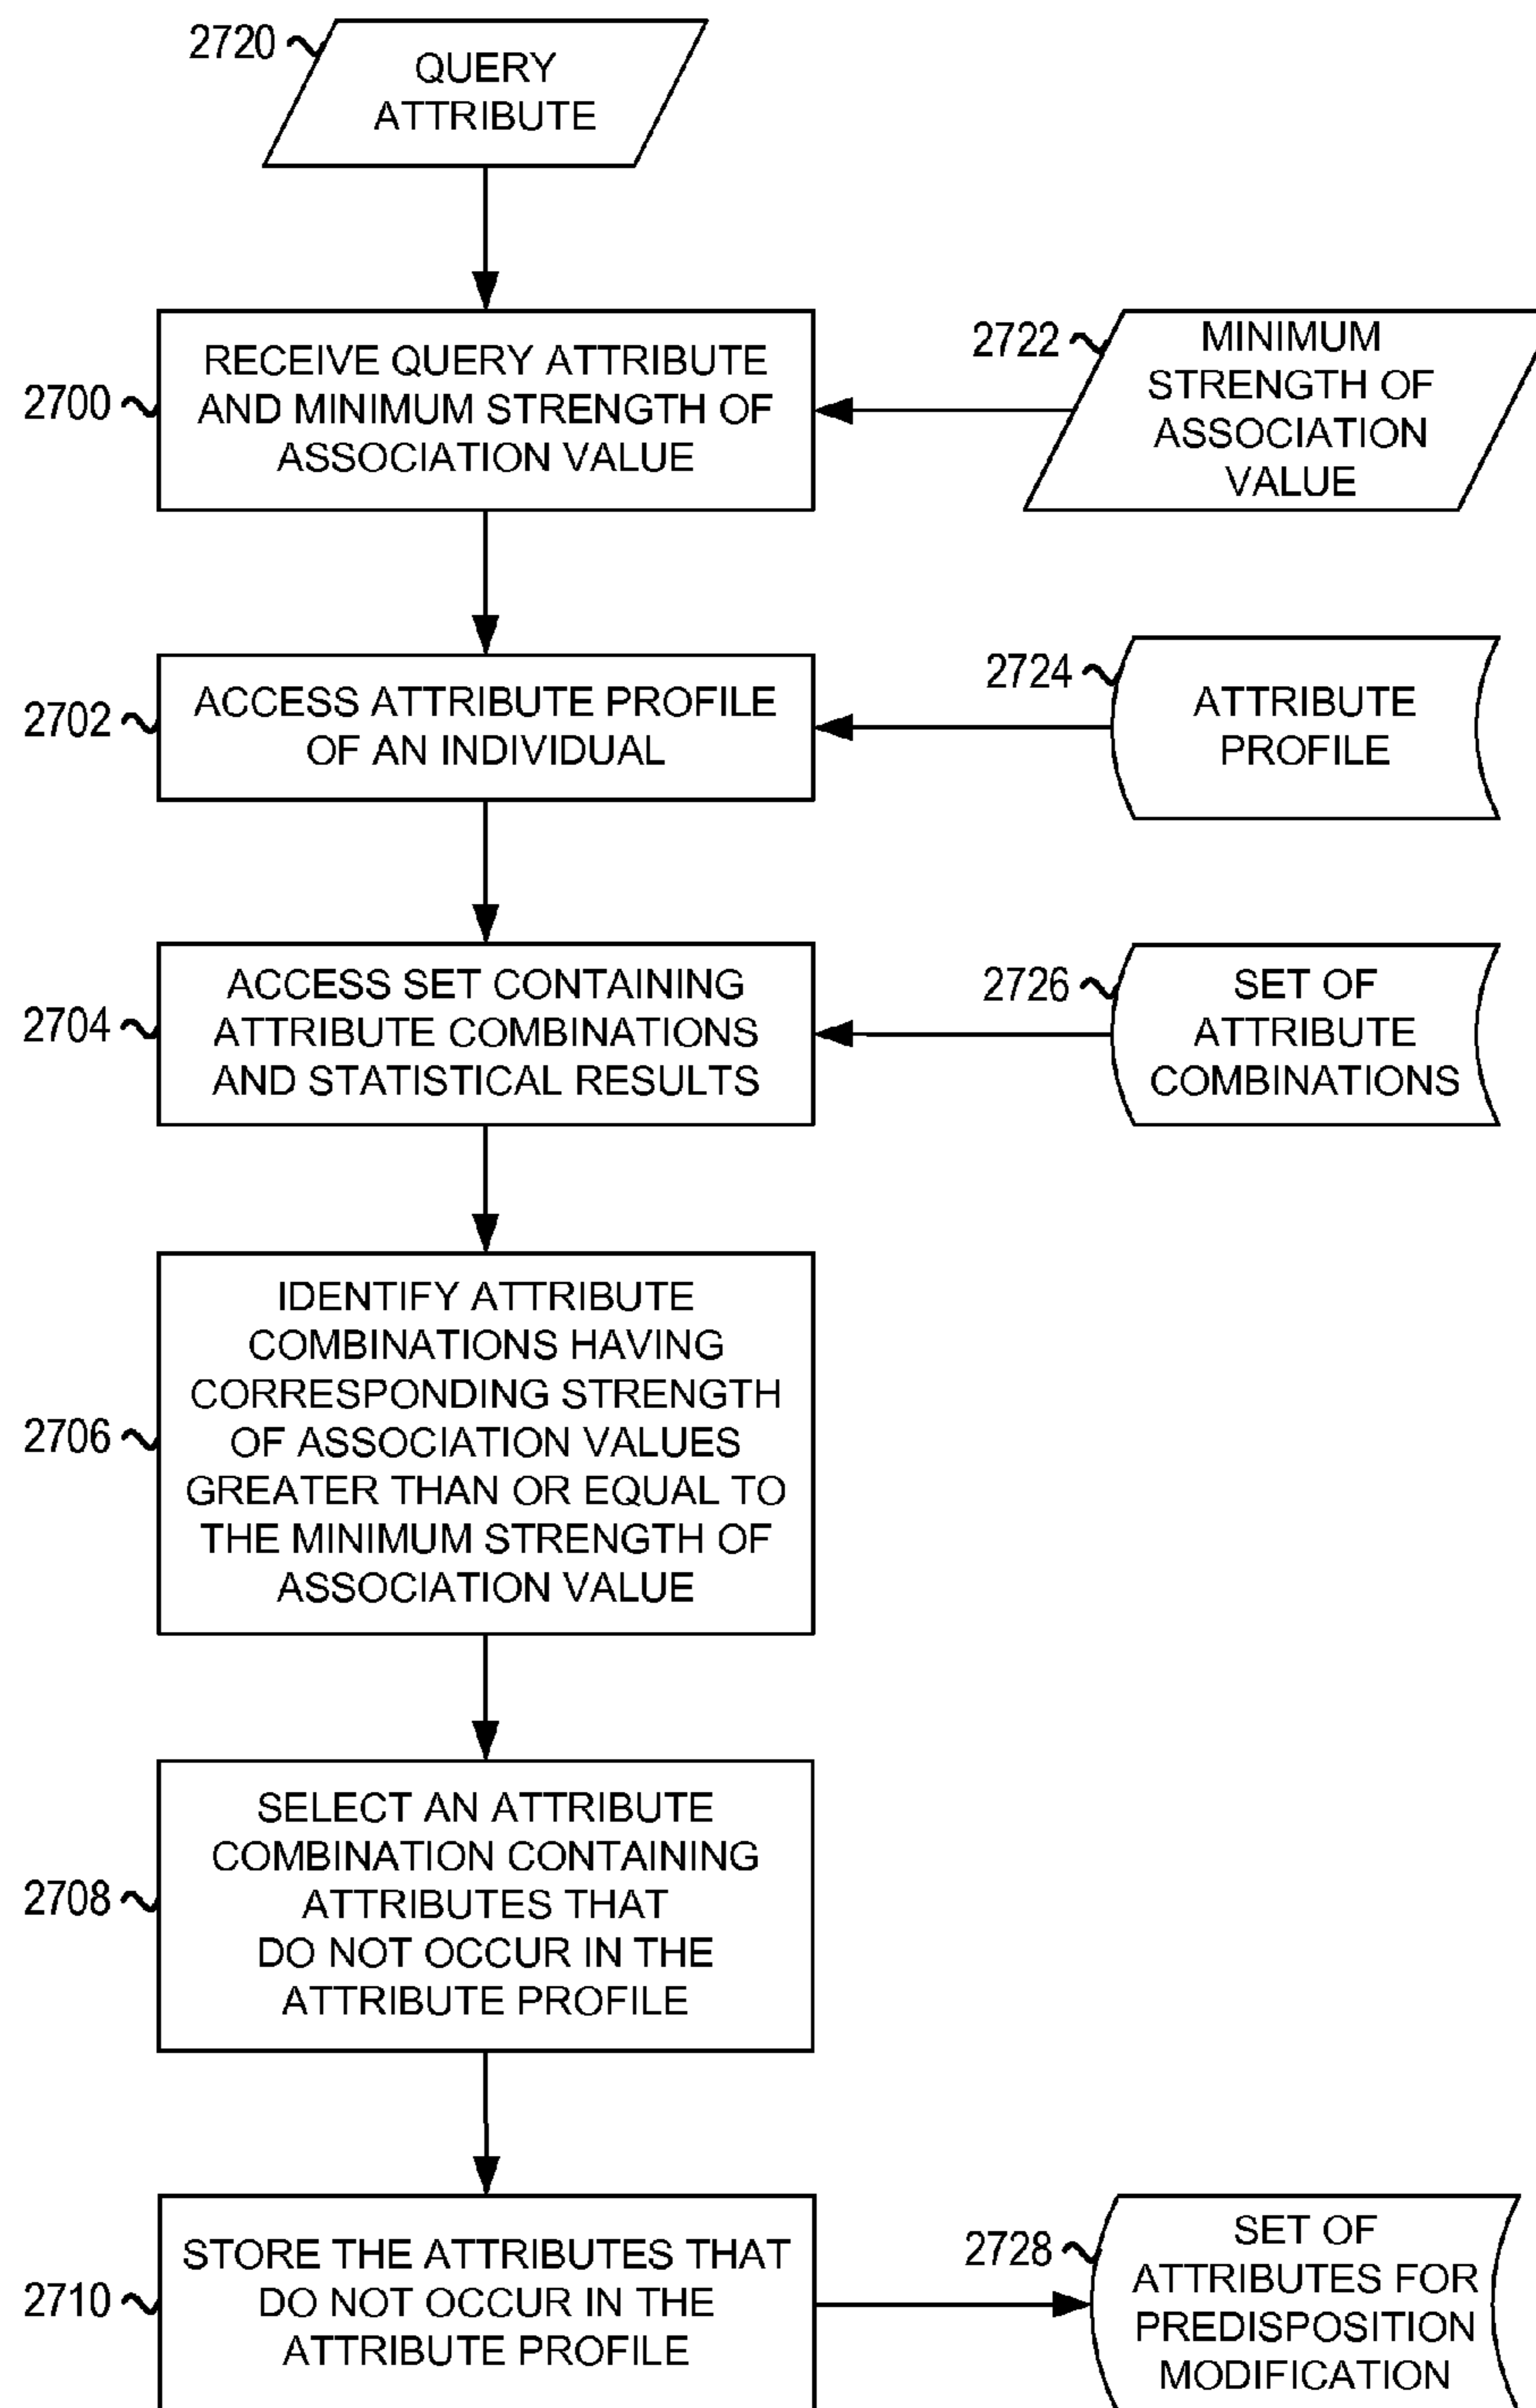 2720
QUERY
ATTRIBUTE
2700
RECEIVE QUERY ATTRIBUTE
AND MINIMUM STRENGTH OF
ASSOCIATION VALUE
2722
MINIMUM
STRENGTH OF
ASSOCIATION
VALUE
2702
ACCESS ATTRIBUTE PROFILE
OF AN INDIVIDUAL
2724
ATTRIBUTE
PROFILE
2704
ACCESS SET CONTAINING
ATTRIBUTE COMBINATIONS
AND STATISTICAL RESULTS
2726
SET OF
ATTRIBUTE
COMBINATIONS
2706
IDENTIFY ATTRIBUTE
COMBINATIONS HAVING
CORRESPONDING STRENGTH
OF ASSOCIATION VALUES
GREATER THAN OR EQUAL TO
THE MINIMUM STRENGTH OF
ASSOCIATION VALUE
2708
SELECT AN ATTRIBUTE
COMBINATION CONTAINING
ATTRIBUTES THAT
DO NOT OCCUR IN THE
ATTRIBUTE PROFILE
2710
STORE THE ATTRIBUTES THAT
DO NOT OCCUR IN THE
ATTRIBUTE PROFILE
2728
SET OF
ATTRIBUTES FOR
PREDISPOSITION
MODIFICATION